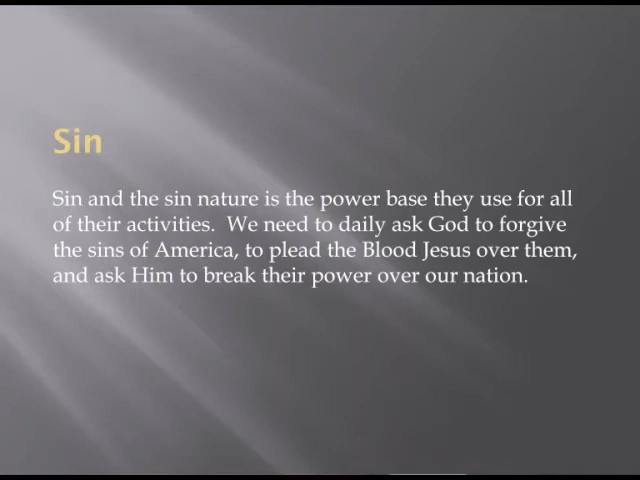 Sin
Sin and the sin nature is the power base they use for all
of their activities.  We need to daily ask God to forgive
the sins of America, to plead the Blood Jesus over them,
and ask Him to break their power over our nation.